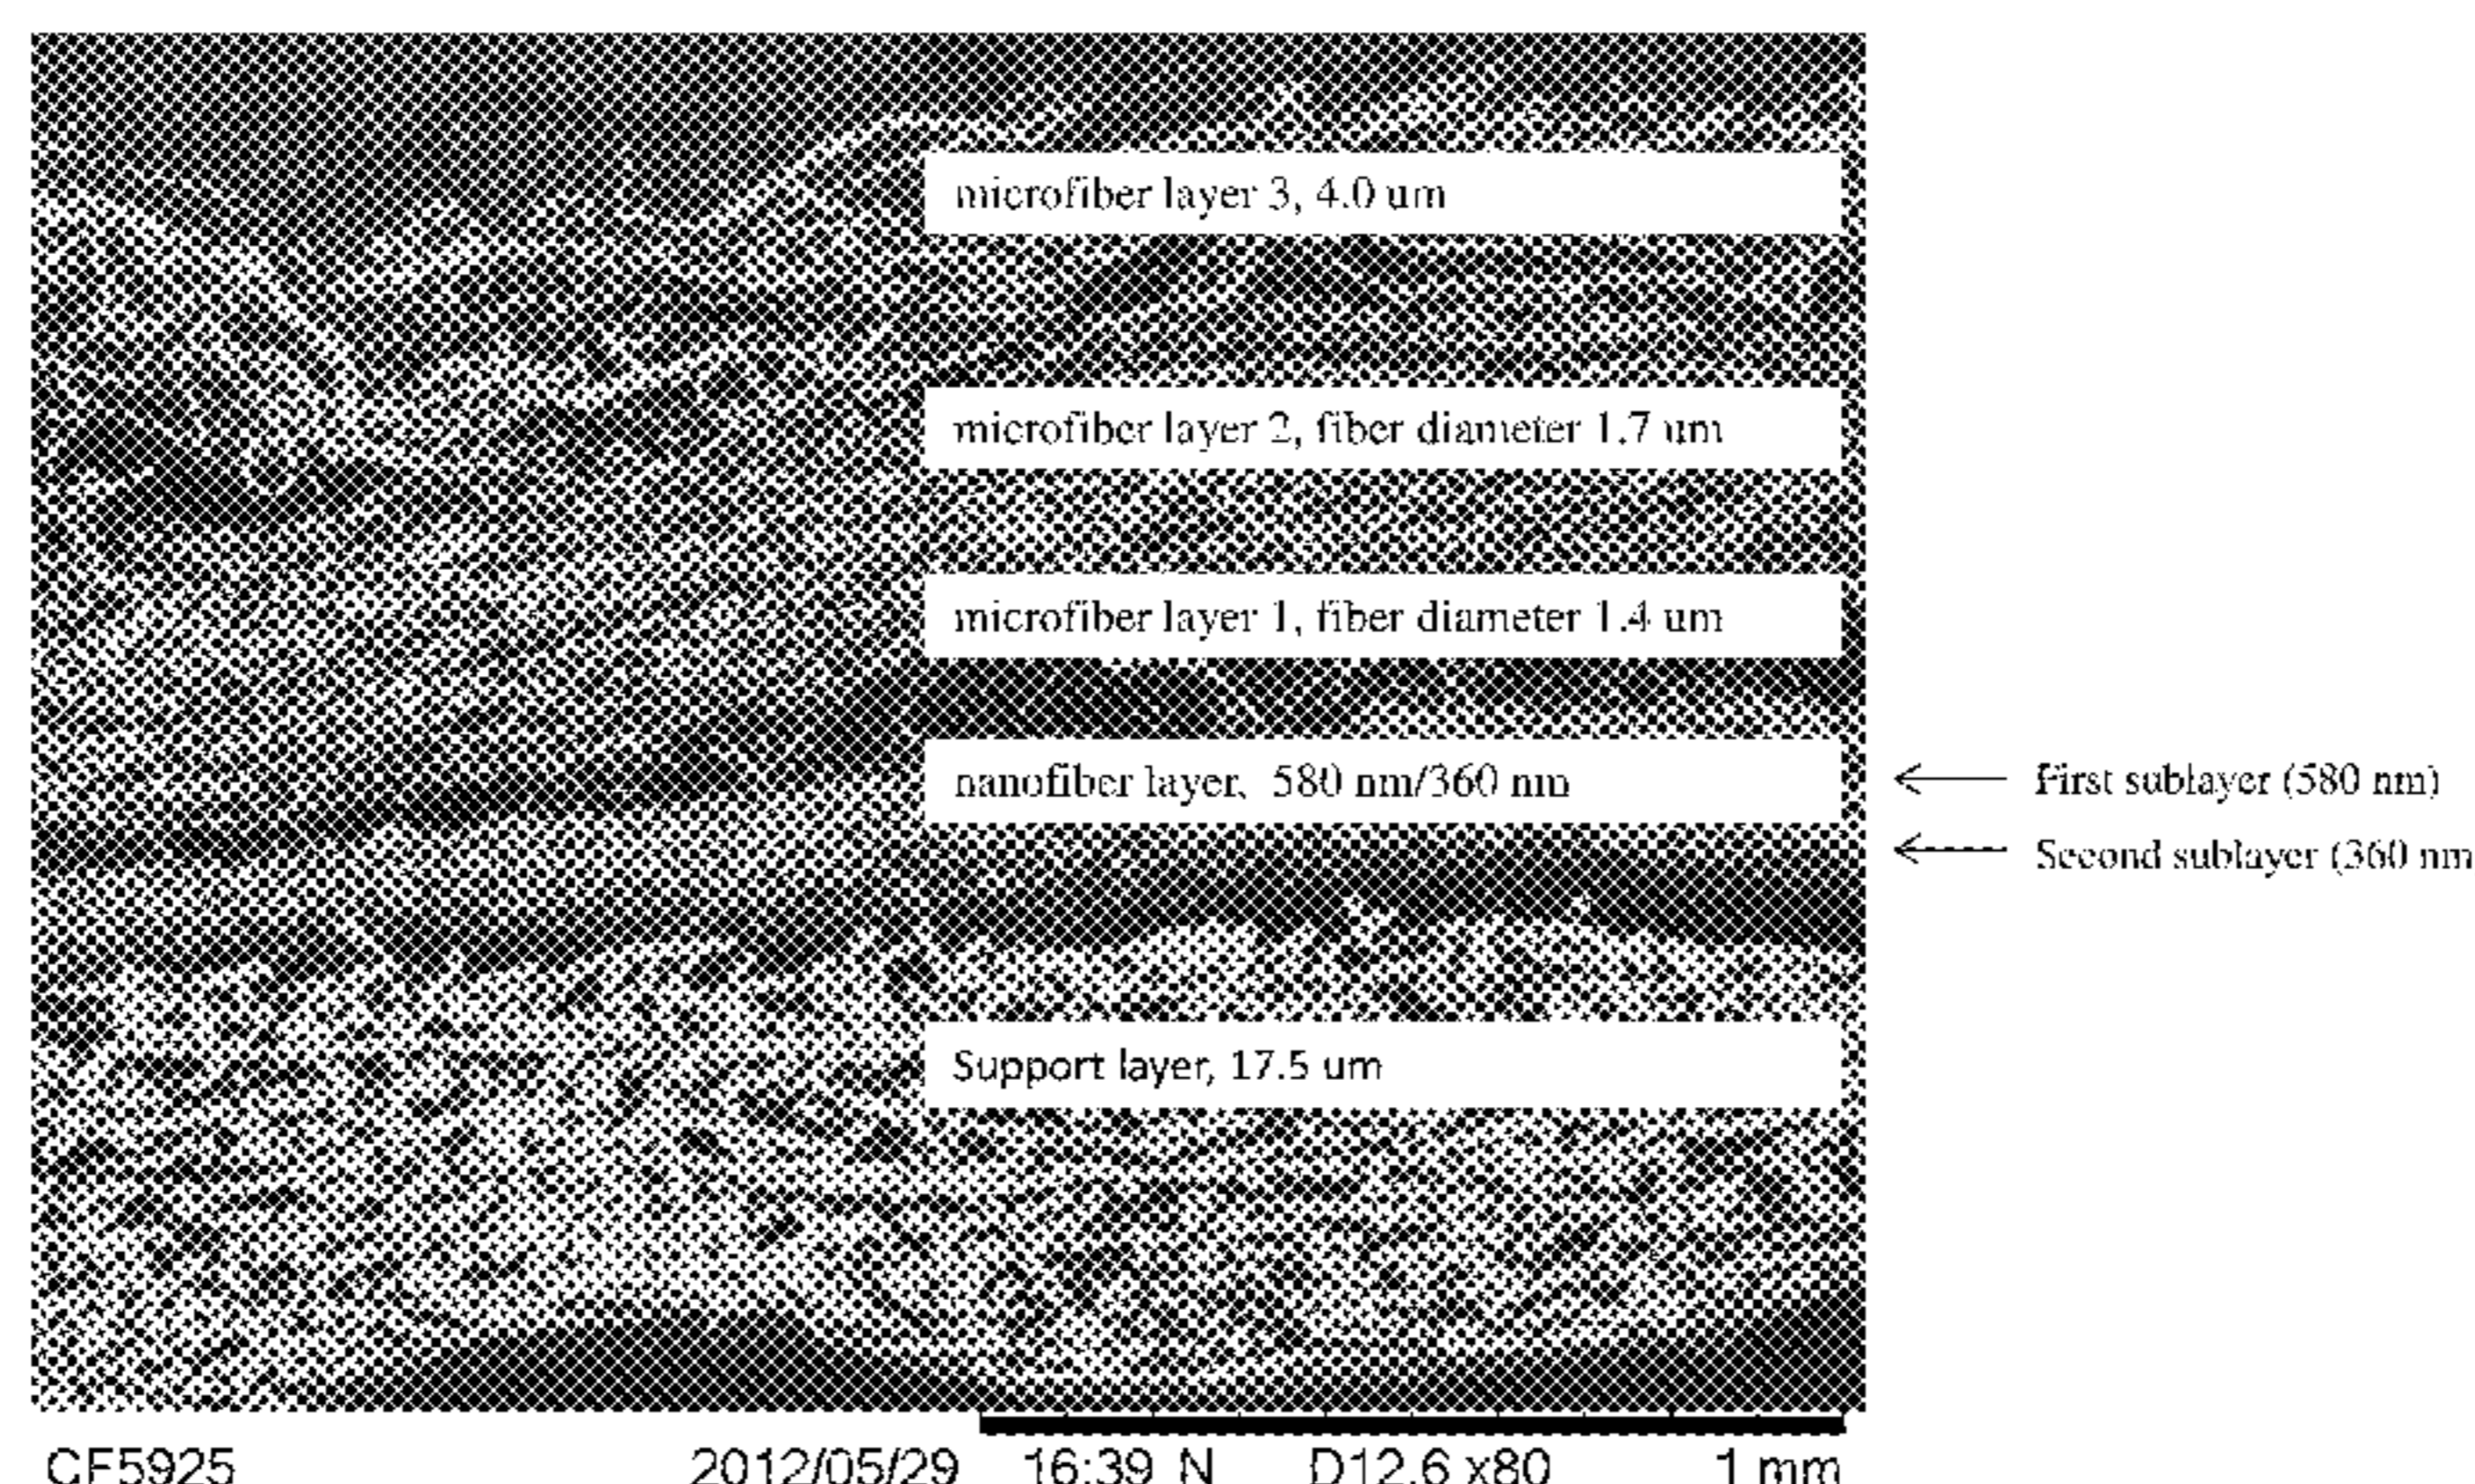 microfiber layer 3, 4.0 um
microfiber layer 2, fiber diameter 1.7 um
microfiber layer 1, fiber diameter 1.4 um
nanofiber layer, 580 nm/360 nm
First sublayer (580 nm)
Second sublayer (360 nm
Support layer, 17.5 um
CF5925 2012/05/29 16:39 N D12.6 x80 1 mm